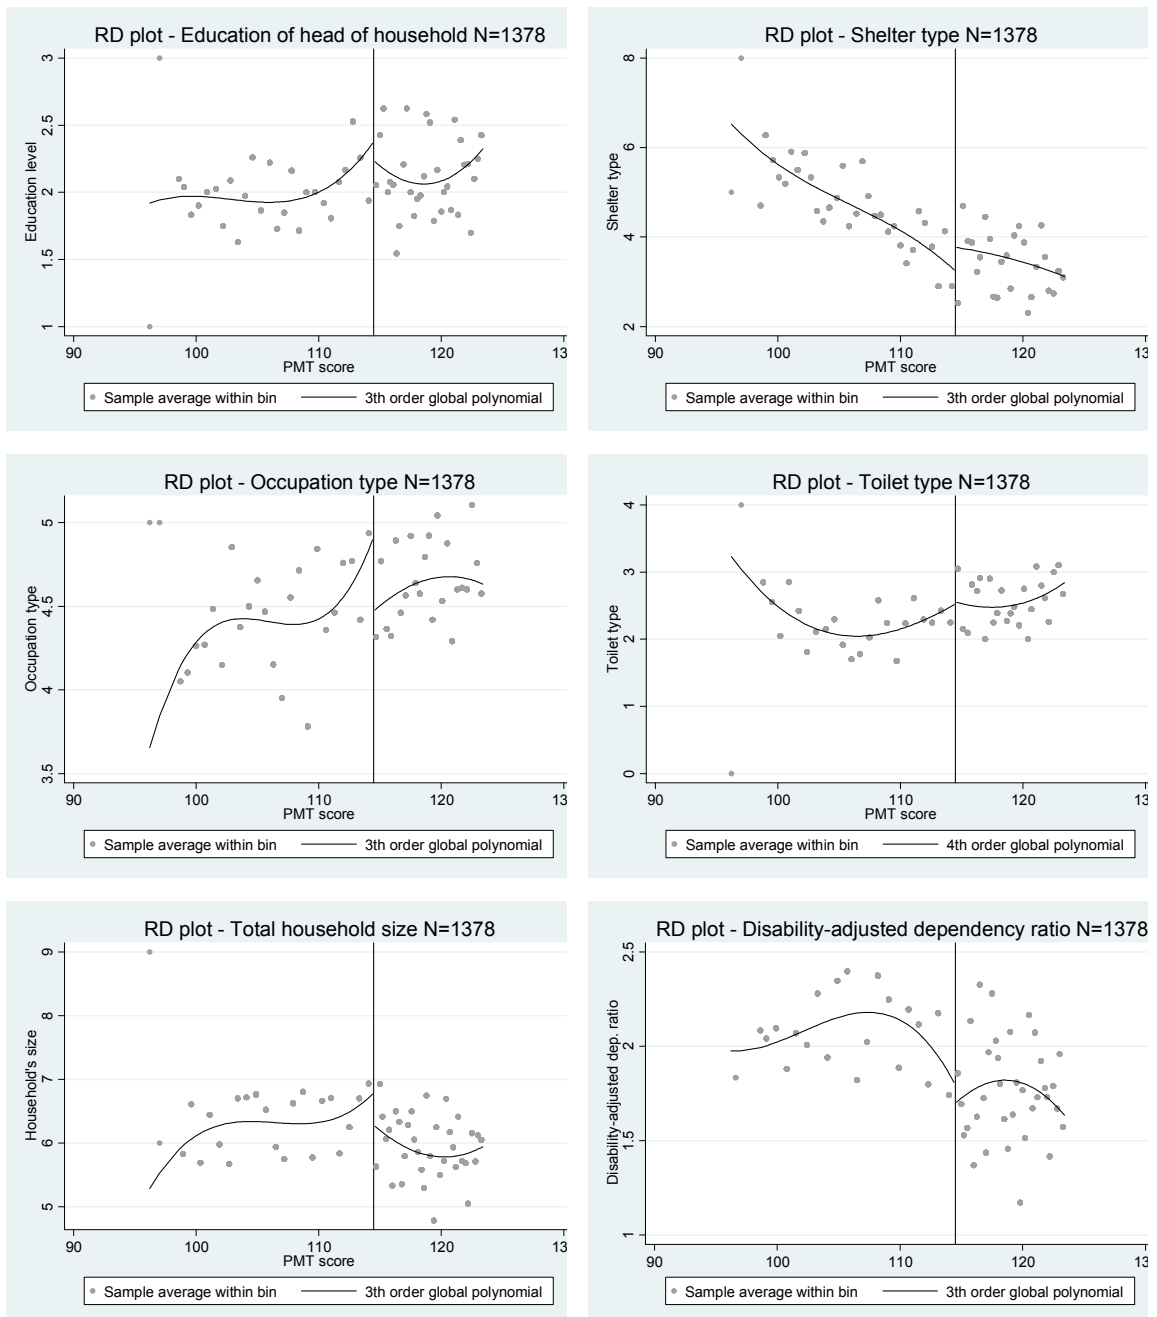 RD plot - Education of head of household N=1378
Education level
3
2.5
2
1.5
1
90 100 110 120 13
PMT score
Sample average within bin 3th order global polynomial
RD plot - Shelter type N=1378
Shelter type
8
6
4
2
90 100 110 120 13
PMT score
Sample average within bin 3th order global polynomial
RD plot - Occupation type N=1378
Occupation type
5
4.5
4
3.5
90 100 110 120 13
PMT score
Sample average within bin 3th order global polynomial
RD plot - Toilet type N=1378
Toilet type
4
3
2
1
0
90 100 110 120 13
PMT score
Sample average within bin 4th order global polynomial
RD plot - Total household size N=1378
Household's size
9
8
7
6
5
90 100 110 120 13
PMT score
Sample average within bin 3th order global polynomial
RD plot - Disability-adjusted dependency ratio N=1378
Disability-adjusted dep. ratio
2.5
2
1.5
1
90 100 110 120 13
PMT score
Sample average within bin 3th order global polynomial